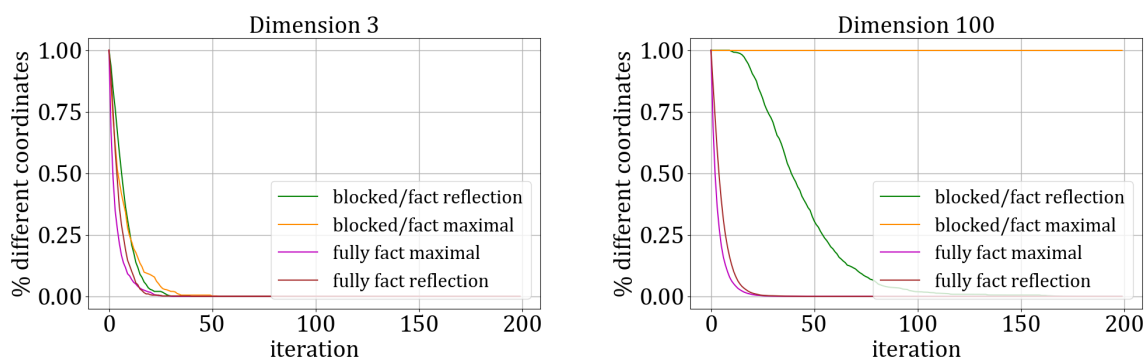 Dimension 3
% different coordinates
1.00
0.75
0.50
0.25
0.00
blocked/fact reflection
blocked/fact maximal
fully fact maximal
fully fact reflection
0 50 100 150 200
iteration
Dimension 100
% different coordinates
1.00
0.75
0.50
0.25
0.00
blocked/fact reflection
blocked/fact maximal
fully fact maximal
fully fact reflection
0 50 100 150 200
iteration